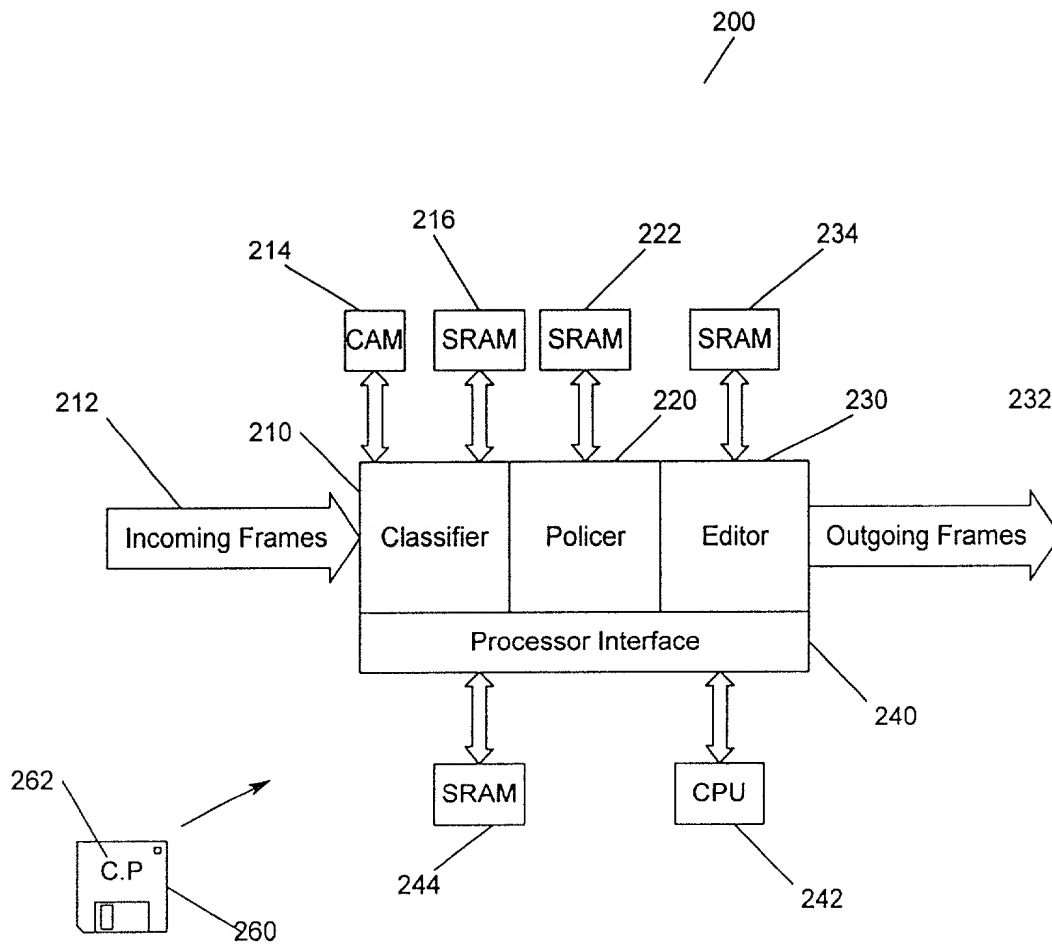 200
214
216
222
234
CAM
SRAM
SRAM
SRAM
212
210
220
230
232
Incoming Frames
Classifier
Policer
Editor
Outgoing Frames
Processor Interface
240
262
SRAM
CPU
C.P
244
242
260